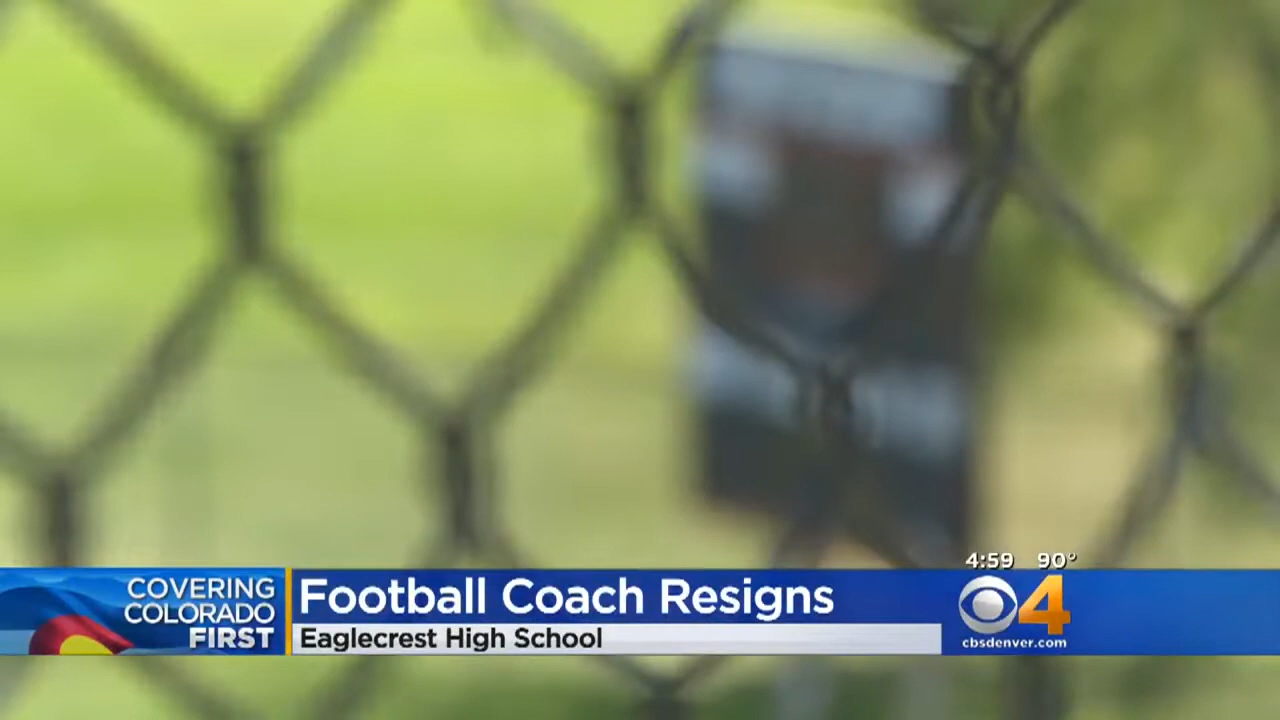 4:59 90°
COVERING
COLORADO
FIRST
Football Coach Resigns
Eaglecrest High School
4
cbsdenver.com